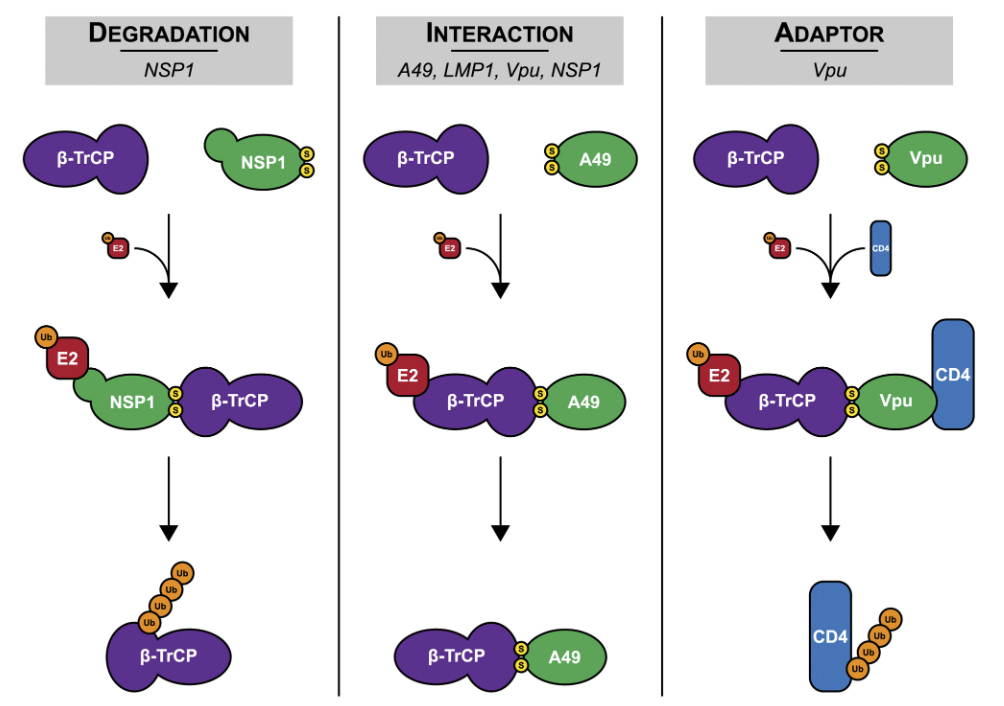 DEGRADATION
NSP1
β-TrCP
NSP1
S
S
Ub
E2
Ub
E2
NSP1
S
S
β-TrCP
Ub
Ub
Ub
Ub
β-TrCP
INTERACTION
A49, LMP1, Vpu, NSP1
β-TrCP
S
S
A49
Ub
E2
Ub
E2
β-TrCP
S
S
A49
β-TrCP
S
S
A49
ADAPTOR
Vpu
β-TrCP
S
S
Vpu
Ub
E2
CD4
Ub
E2
β-TrCP
S
S
Vpu
CD4
CD4
Ub
Ub
Ub
Ub